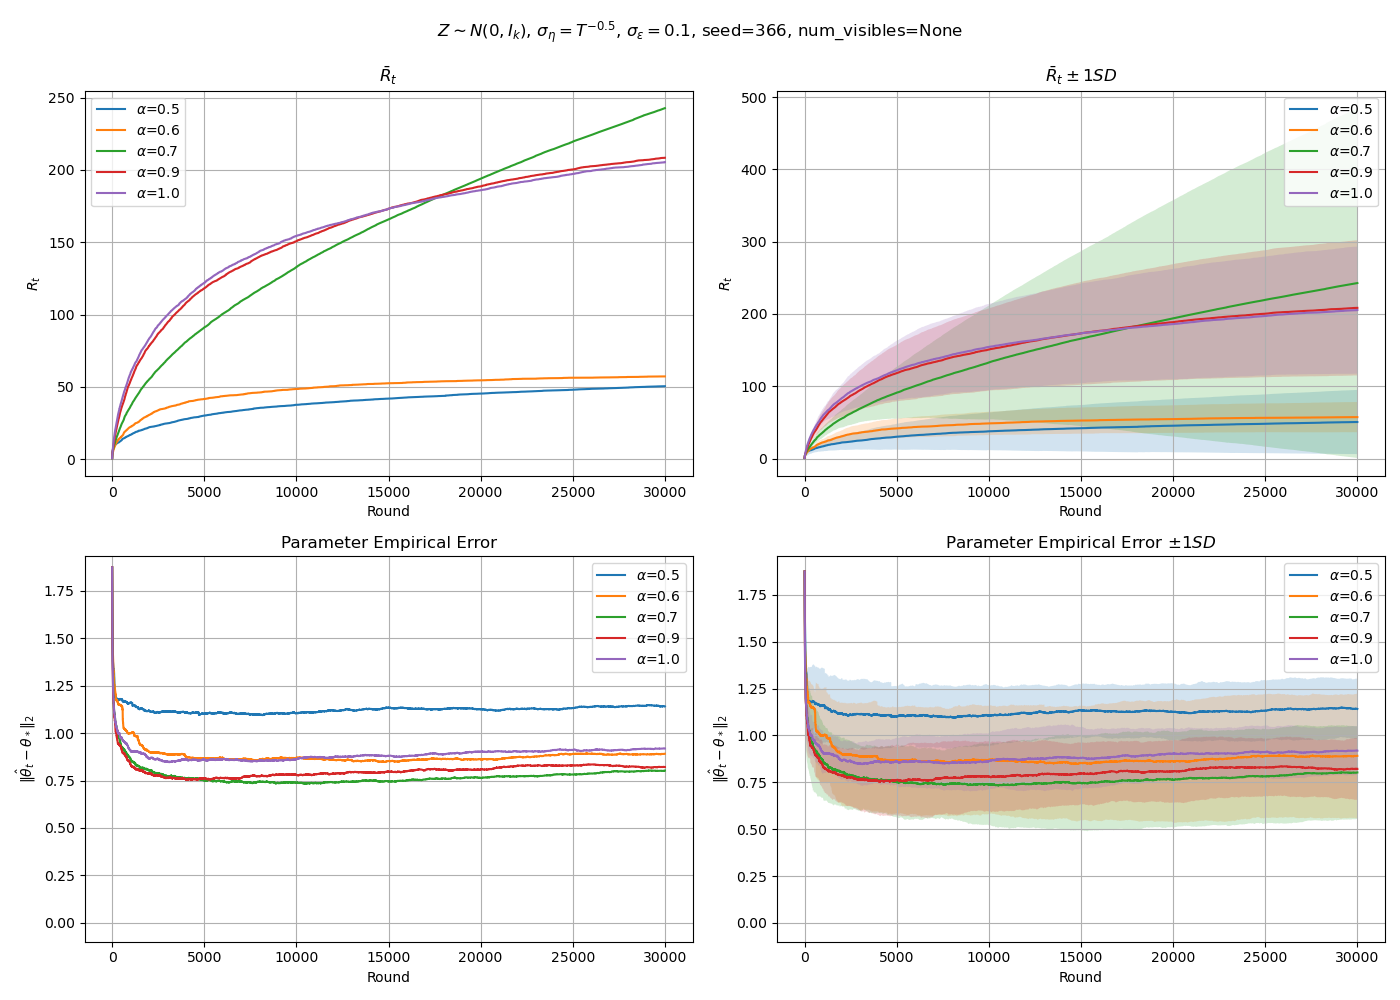 Z ~ N(0, I_k), σ_η = T^{-0.5}, σ_ε = 0.1, seed=366, num_visibles=None
R̄_t
250
200
150
100
50
0
R_t
α=0.5
α=0.6
α=0.7
α=0.9
α=1.0
0 5000 10000 15000 20000 25000 30000
Round
R̄_t ± 1SD
500
400
300
200
100
0
R_t
α=0.5
α=0.6
α=0.7
α=0.9
α=1.0
0 5000 10000 15000 20000 25000 30000
Round
Parameter Empirical Error
1.75
1.50
1.25
1.00
0.75
0.50
0.25
0.00
‖θ̂_t − θ_*‖_2
α=0.5
α=0.6
α=0.7
α=0.9
α=1.0
0 5000 10000 15000 20000 25000 30000
Round
Parameter Empirical Error ±1SD
1.75
1.50
1.25
1.00
0.75
0.50
0.25
0.00
‖θ̂_t − θ_*‖_2
α=0.5
α=0.6
α=0.7
α=0.9
α=1.0
0 5000 10000 15000 20000 25000 30000
Round